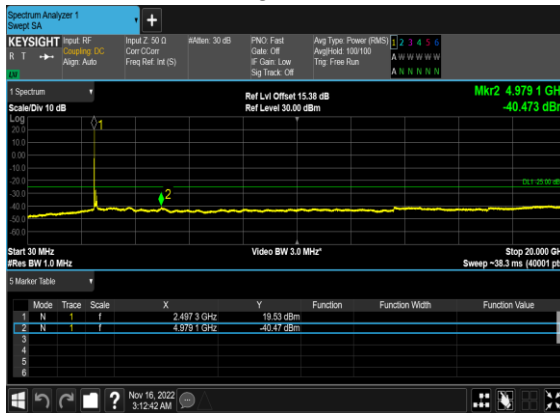 Spectrum Analyzer 1
Swept SA
KEYSIGHT Input: RF Input Z: 50 Ω #Atten: 30 dB PNO: Fast Avg Type: Power (RMS) 1 2 3 4 5 6
R T Coupling: DC Corr CCorr Gate: Off Avg|Hold: 100/100 A W W W W W
Align: Auto Freq Ref: Int (S) IF Gain: Low Trig: Free Run
Sig Track: Off A N N N N N
1 Spectrum Ref Lvl Offset 15.38 dB Mkr2 4.979 1 GH
Scale/Div 10 dB Ref Level 30.00 dBm -40.473 dB
Log
20.0 1
10.0
0.00
-10.0
-20.0 DL1 -25.00 dB
-30.0 2
-40.0
-50.0
-60.0
Start 30 MHz Video BW 3.0 MHz* Stop 20.000 GH
#Res BW 1.0 MHz Sweep ~38.3 ms (40001 pt
5 Marker Table
Mode Trace Scale X Y Function Function Width Function Value
1 N 1 f 2.497 3 GHz 19.53 dBm
2 N 1 f 4.979 1 GHz -40.47 dBm
3
4
5
6
? Nov 16, 2022
3:12:42 AM